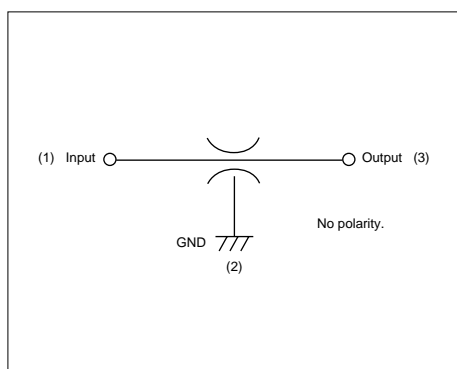 (1) Input Output (3)
No polarity.
GND
(2)